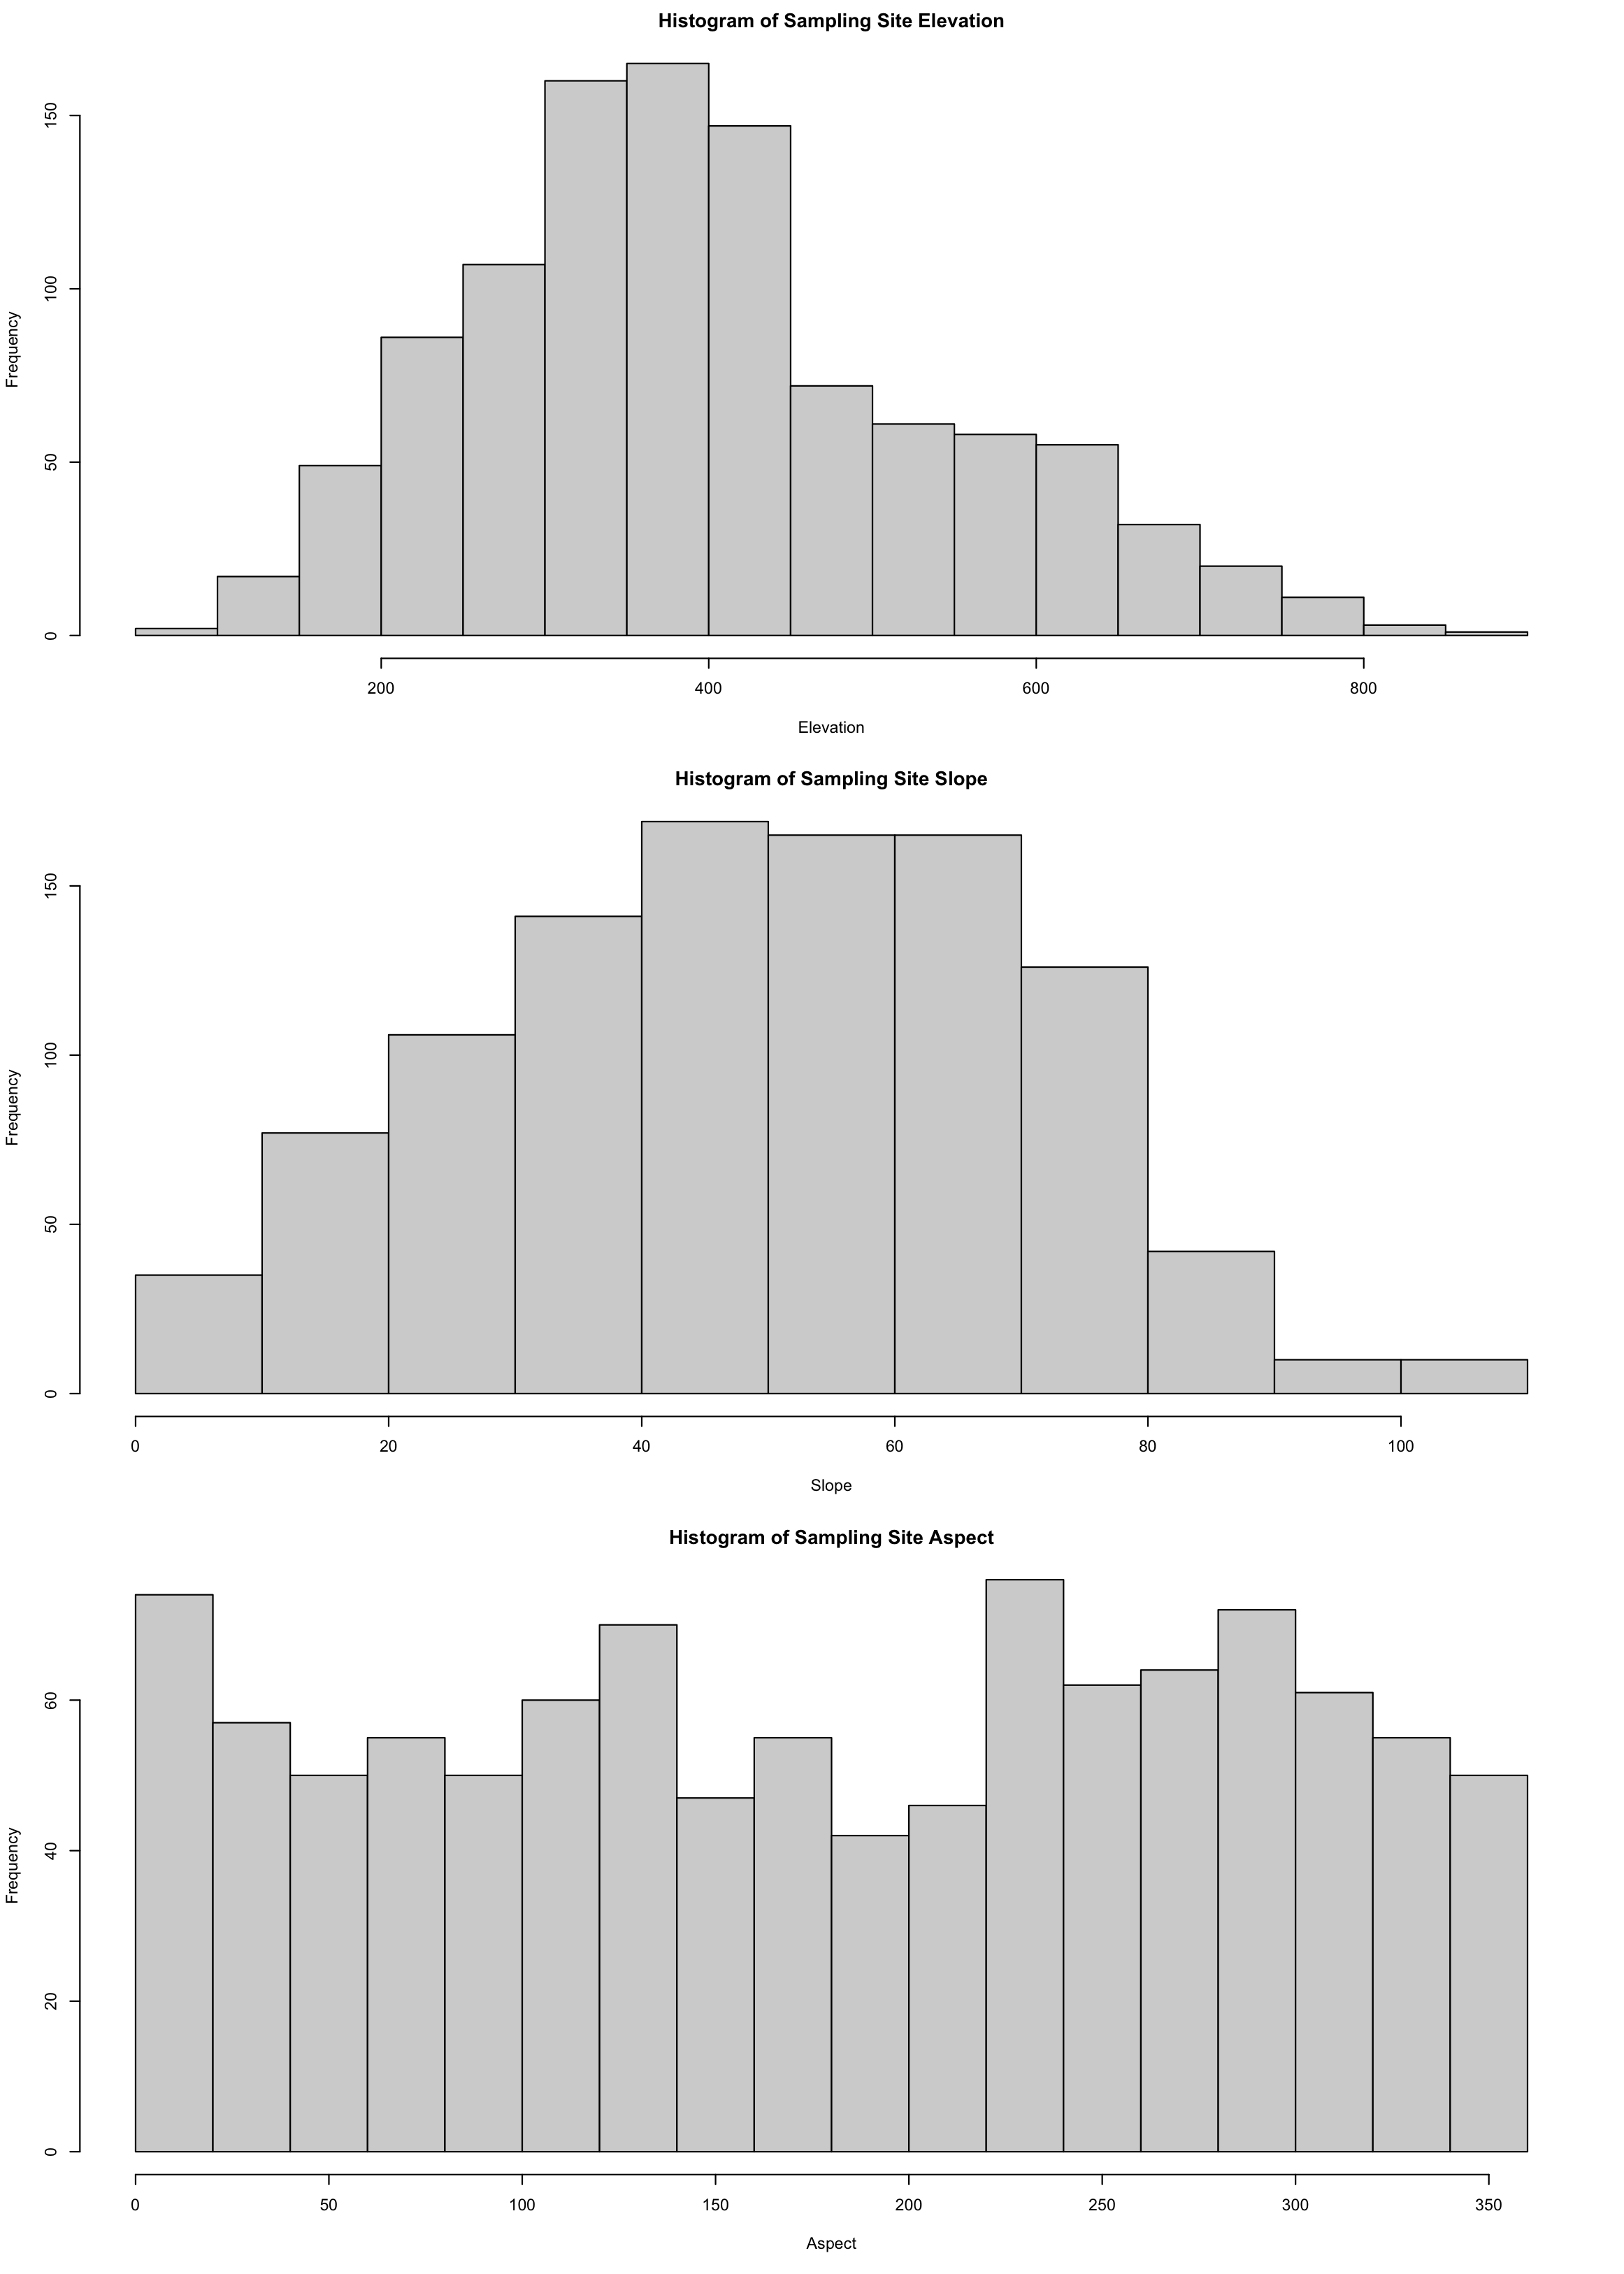 Histogram of Sampling Site Elevation
Frequency
150
100
50
0
200 400 600 800
Elevation
Histogram of Sampling Site Slope
Frequency
150
100
50
0
0 20 40 60 80 100
Slope
Histogram of Sampling Site Aspect
Frequency
60
40
20
0
0 50 100 150 200 250 300 350
Aspect